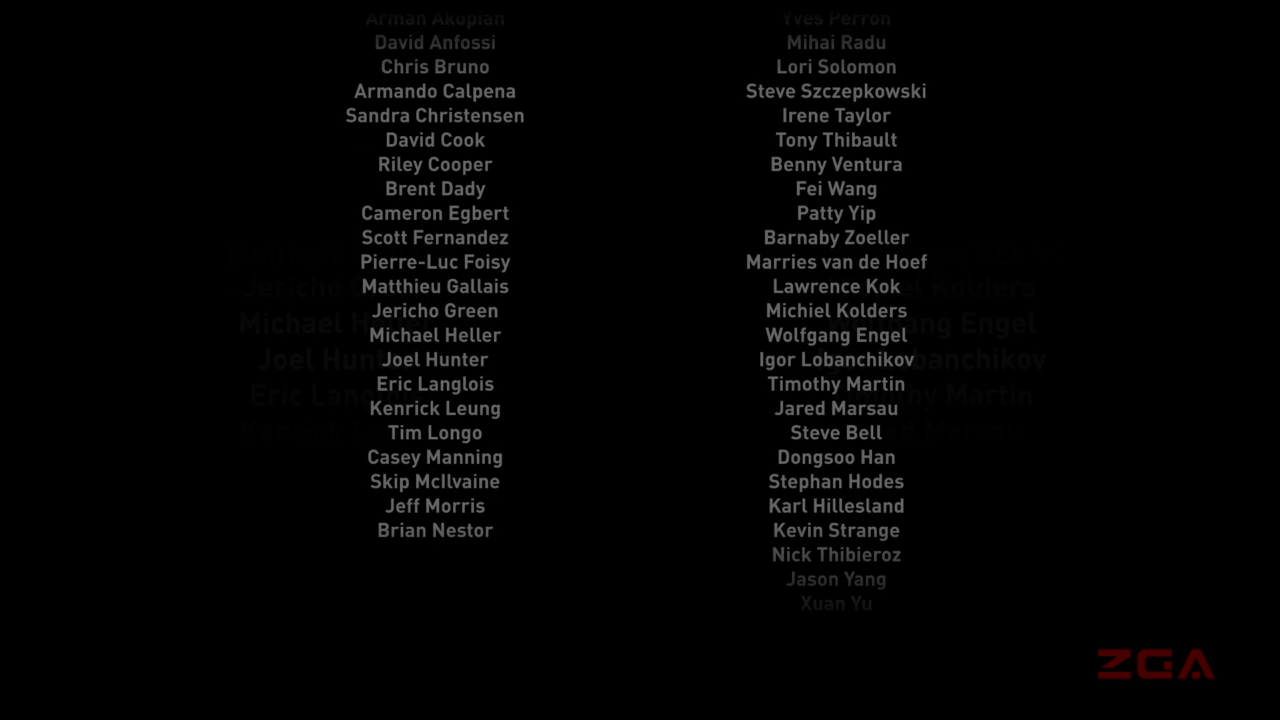 Arman Akopian
David Anfossi
Chris Bruno
Armando Calpena
Sandra Christensen
David Cook
Riley Cooper
Brent Dady
Cameron Egbert
Scott Fernandez
Pierre-Luc Foisy
Matthieu Gallais
Jericho Green
Michael Heller
Joel Hunter
Eric Langlois
Kenrick Leung
Tim Longo
Casey Manning
Skip McIlvaine
Jeff Morris
Brian Nestor
Yves Perron
Mihai Radu
Lori Solomon
Steve Szczepkowski
Irene Taylor
Tony Thibault
Benny Ventura
Fei Wang
Patty Yip
Barnaby Zoeller
Marries van de Hoef
Lawrence Kok
Michiel Kolders
Wolfgang Engel
Igor Lobanchikov
Timothy Martin
Jared Marsau
Steve Bell
Dongsoo Han
Stephan Hodes
Karl Hillesland
Kevin Strange
Nick Thibieroz
Jason Yang
Xuan Yu
ZGA